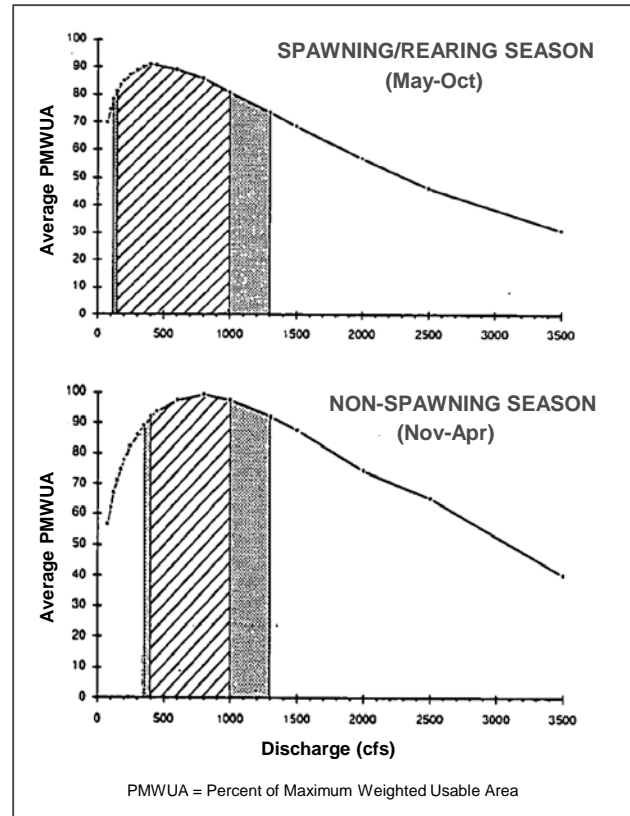 SPAWNING/REARING SEASON
(May-Oct)
Average PMWUA
100
90
80
70
60
50
40
30
20
10
0
0 500 1000 1500 2000 2500 3000 3500
NON-SPAWNING SEASON
(Nov-Apr)
Average PMWUA
100
90
80
70
60
50
40
30
20
10
0
0 500 1000 1500 2000 2500 3000 3500
Discharge (cfs)
PMWUA = Percent of Maximum Weighted Usable Area